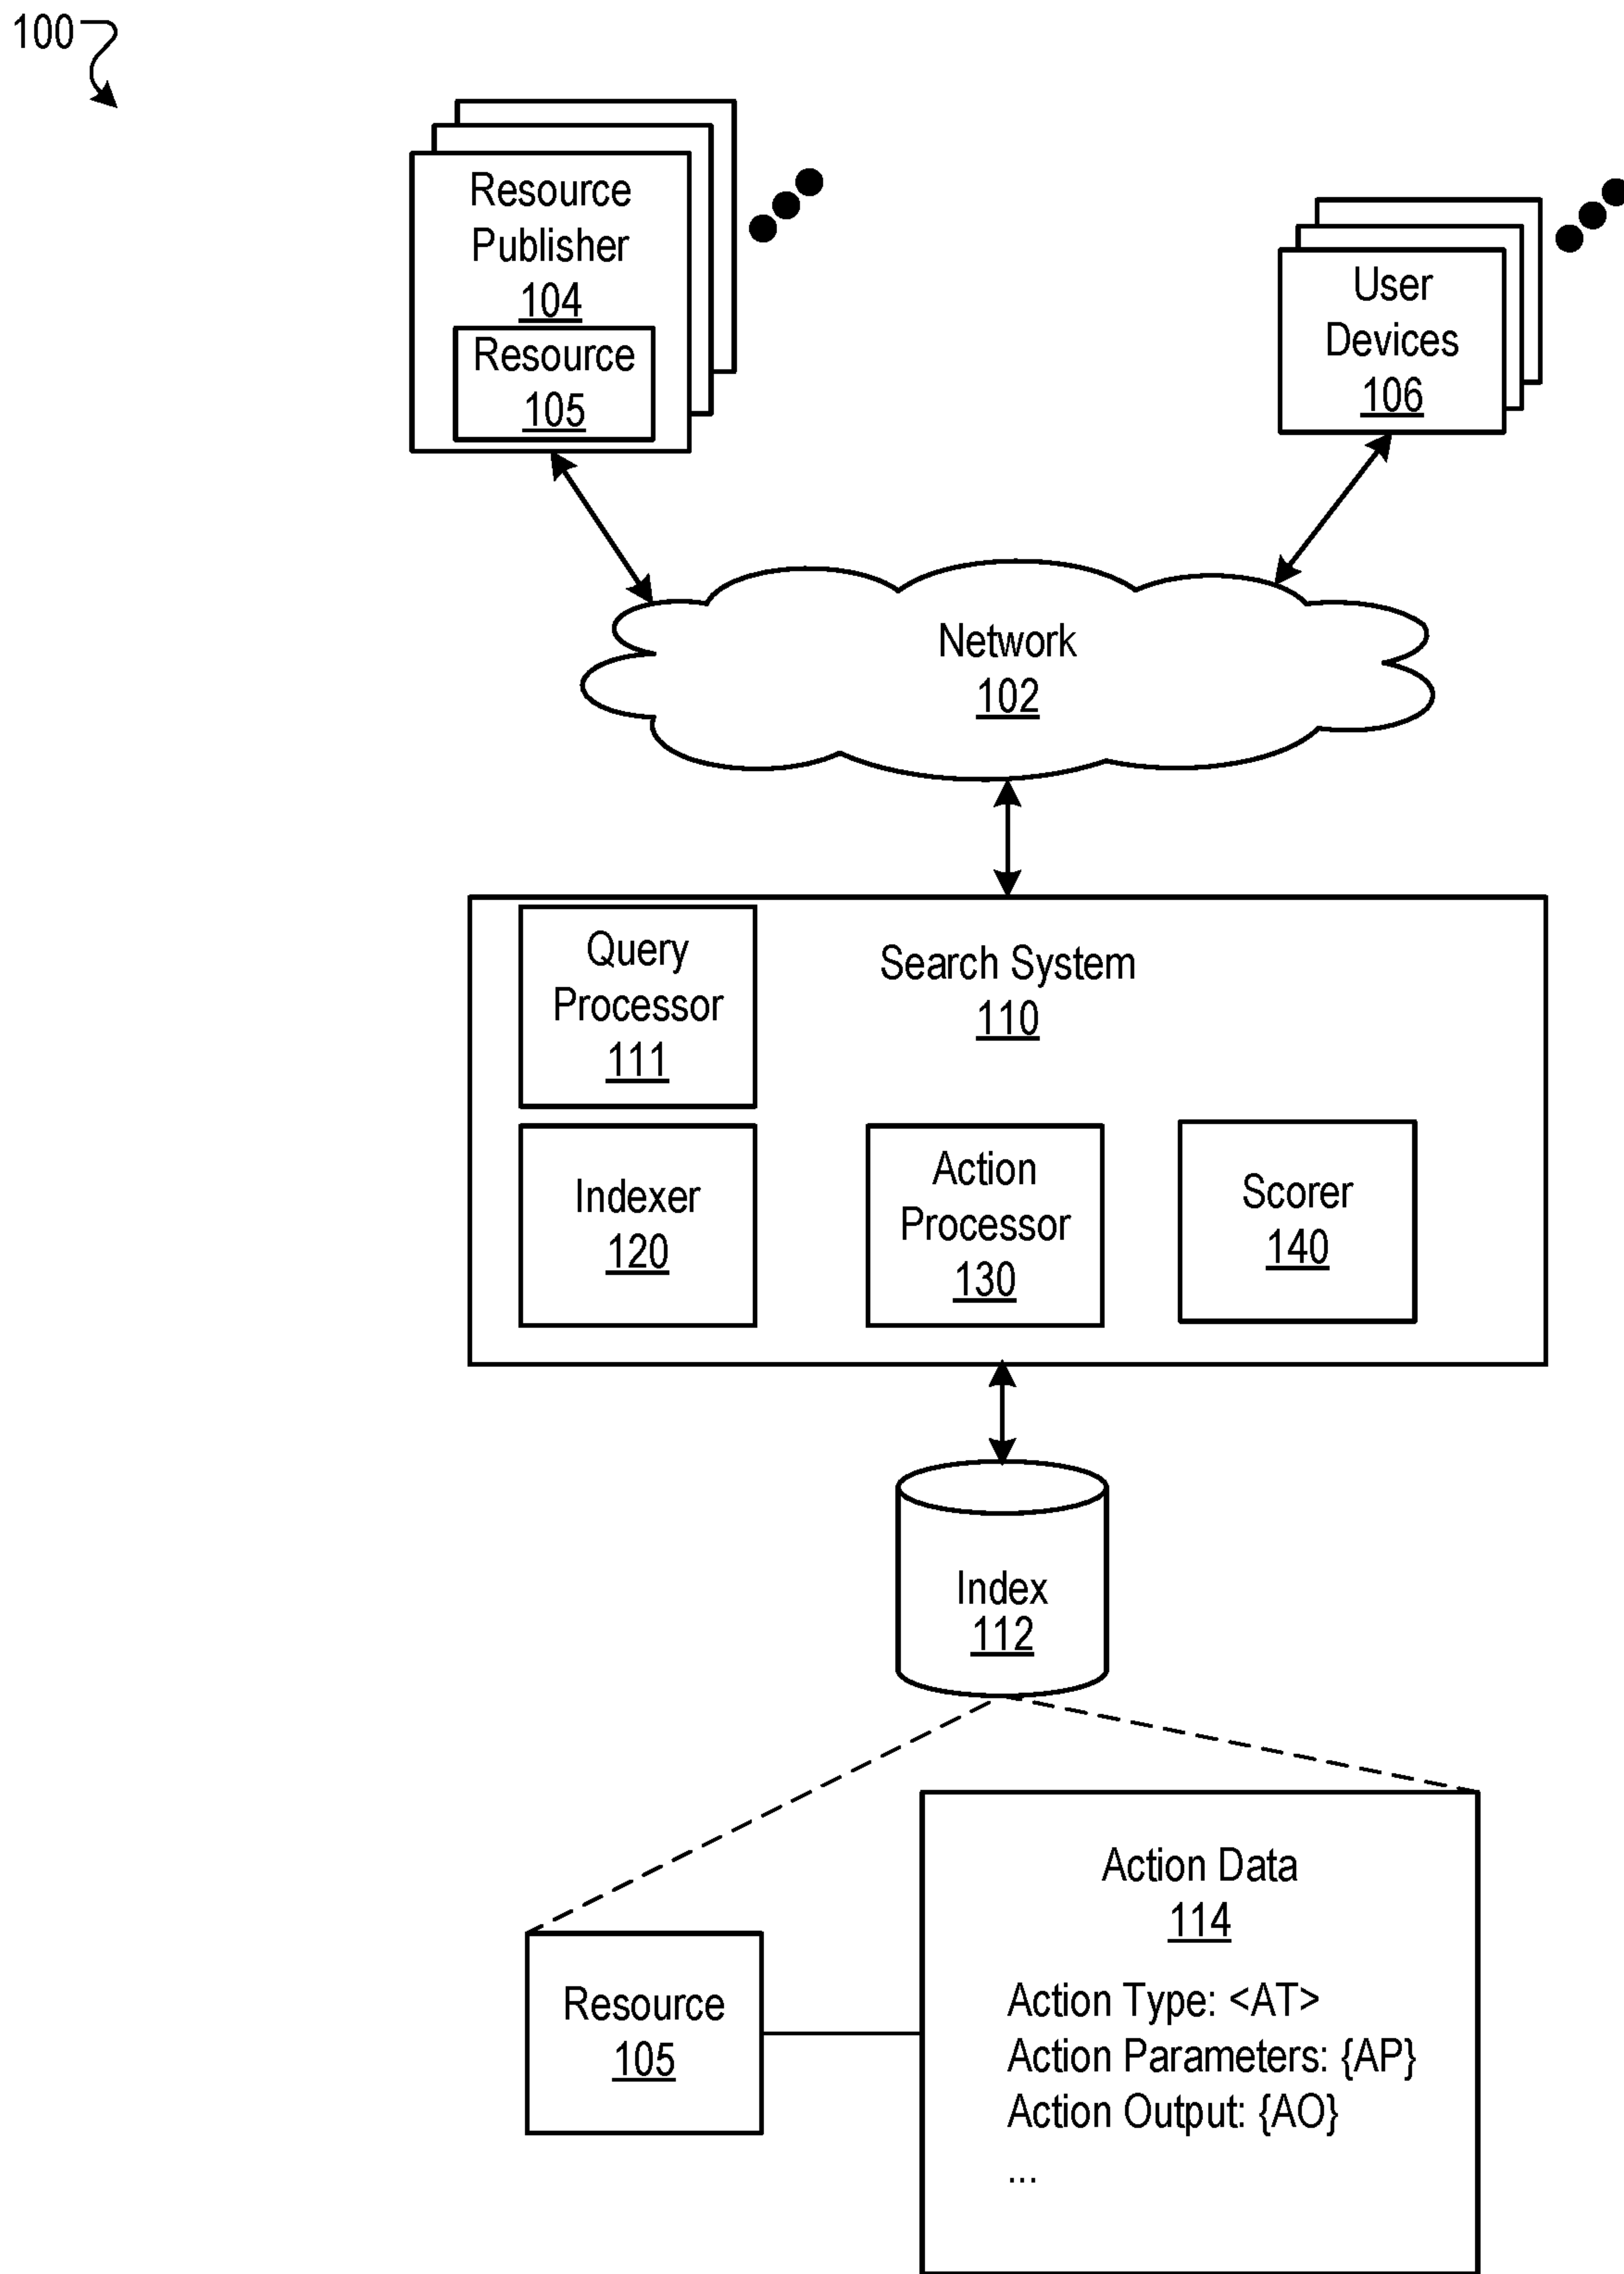 100
Resource
Publisher
104
Resource
105
User
Devices
106
Network
102
Query
Processor
111
Search System
110
Indexer
120
Action
Processor
130
Scorer
140
Index
112
Action Data
114
Action Type: <AT>
Action Parameters: {AP}
Action Output: {AO}
...
Resource
105